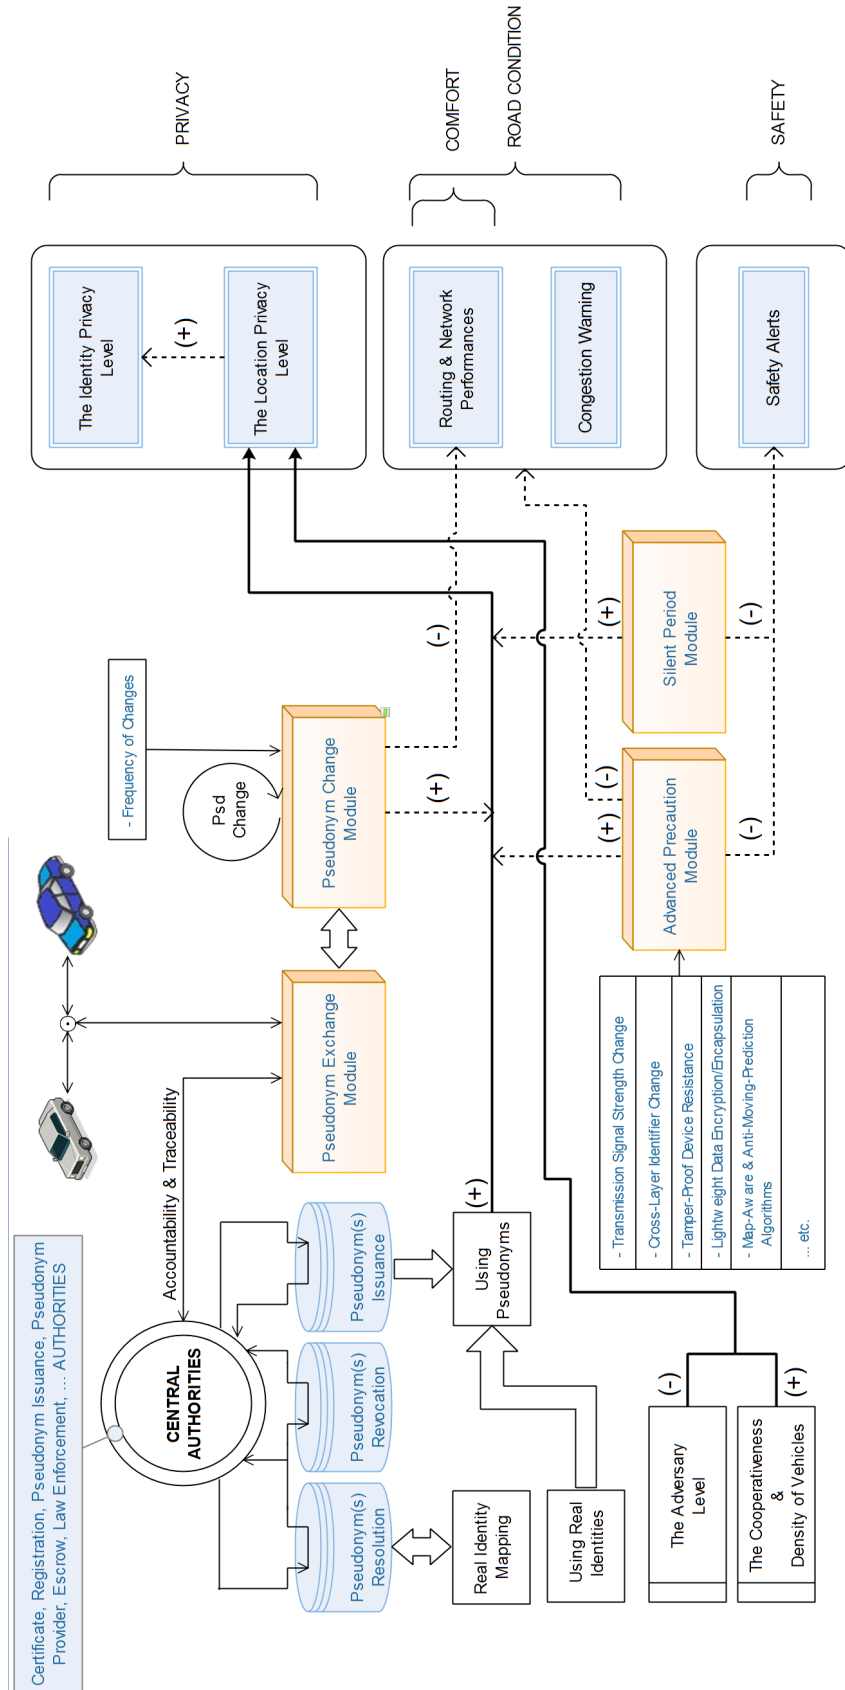 Certificate, Registration, Pseudonym Issuance, Pseudonym
Provider, Escrow, Law Enforcement, ... AUTHORITIES
CENTRAL
AUTHORITIES
Accountability & Traceability
Pseudonym(s)
Resolution
Pseudonym(s)
Revocation
Pseudonym(s)
Issuance
Real Identity
Mapping
Using Real
Identities
Using
Pseudonyms
(+)
The Adversary
Level
(-)
The Cooperativeness
&
Density of Vehicles
(+)
Pseudonym Exchange
Module
Pseudonym Change
Module
Psd
Change
- Frequency of Changes
(+)
(-)
- Transmission Signal Strength Change
- Cross-Layer Identifier Change
- Tamper-Proof Device Resistance
- Lightweight Data Encryption/Encapsulation
- Map-Aware & Anti-Moving-Prediction
Algorithms
... etc.
Advanced Precaution
Module
(+)
(-)
(-)
Silent Period
Module
(+)
(-)
The Identity Privacy
Level
(+)
The Location Privacy
Level
Routing & Network
Performances
Congestion Warning
Safety Alerts
PRIVACY
COMFORT
ROAD CONDITION
SAFETY